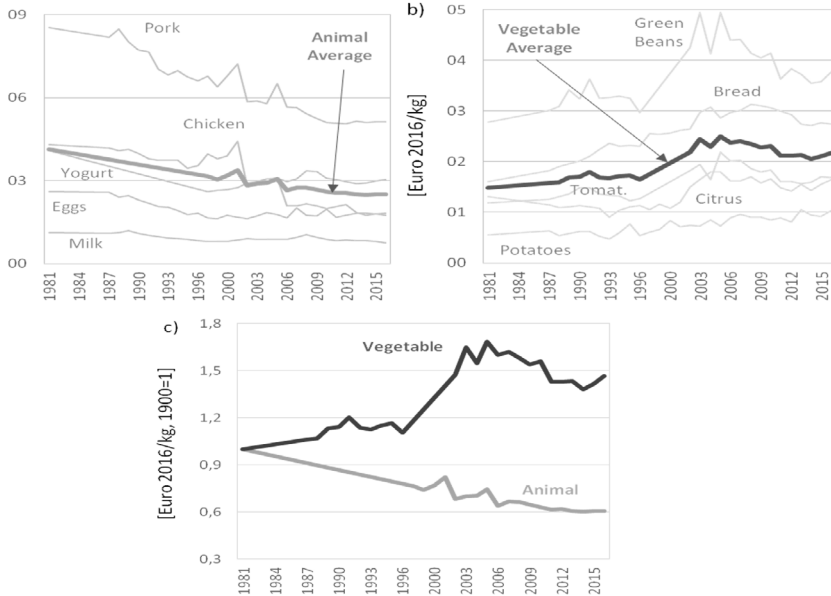 09
06
03
00
Pork
Animal
Average
Chicken
Yogurt
Eggs
Milk
1981
1984
1987
1990
1993
1996
1997
2000
2003
2006
2009
2012
2015
b)
[Euro 2016/kg]
05
04
03
02
01
00
Vegetable
Average
Green
Beans
Bread
Tomat.
Citrus
Potatoes
1981
1984
1987
1990
1993
1996
2000
2003
2006
2009
2012
2015
c)
[Euro 2016/kg, 1900=1]
1,8
1,5
1,2
0,9
0,6
0,3
Vegetable
Animal
1981
1984
1987
1990
1993
1996
2000
2003
2006
2009
2012
2015